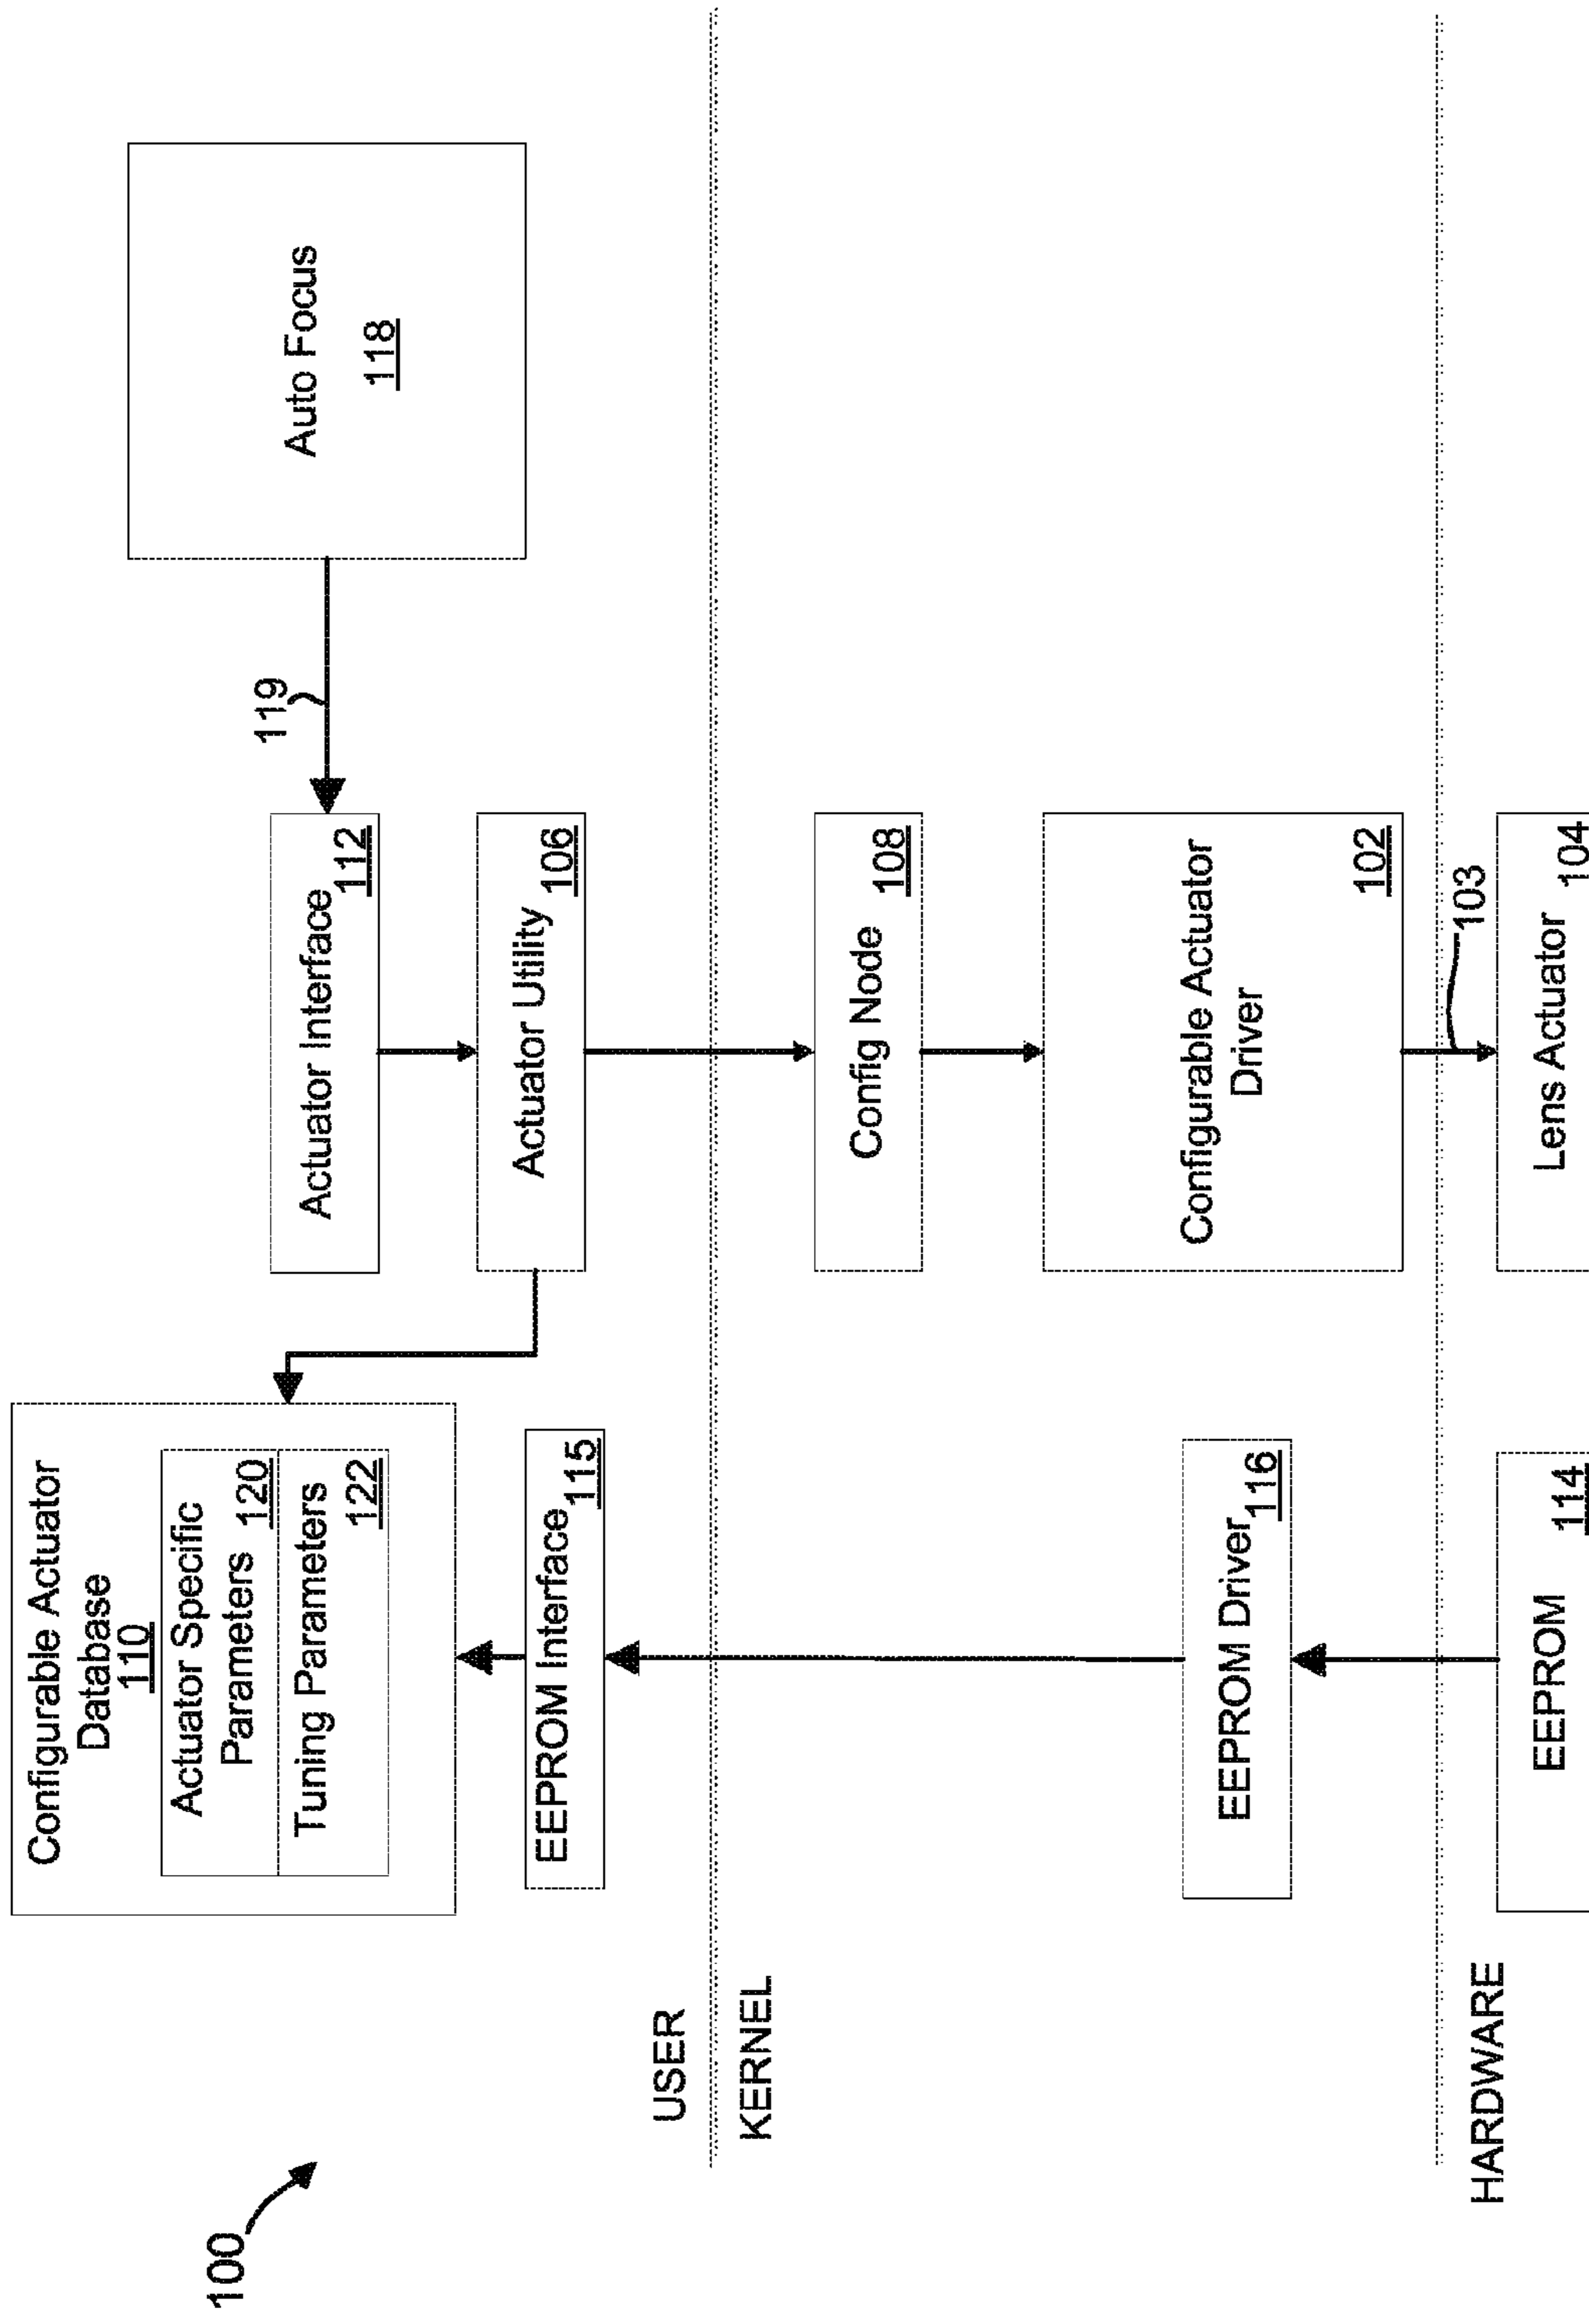 100
Configurable Actuator
Database
110
Actuator Specific
Parameters 120
Tuning Parameters
122
EEPROM Interface 115
Actuator Interface
112
Actuator Utility
106
119
Auto Focus
118
USER
KERNEL
Config Node
108
Configurable Actuator
Driver
102
EEPROM Driver 116
103
HARDWARE
EEPROM 114
Lens Actuator 104